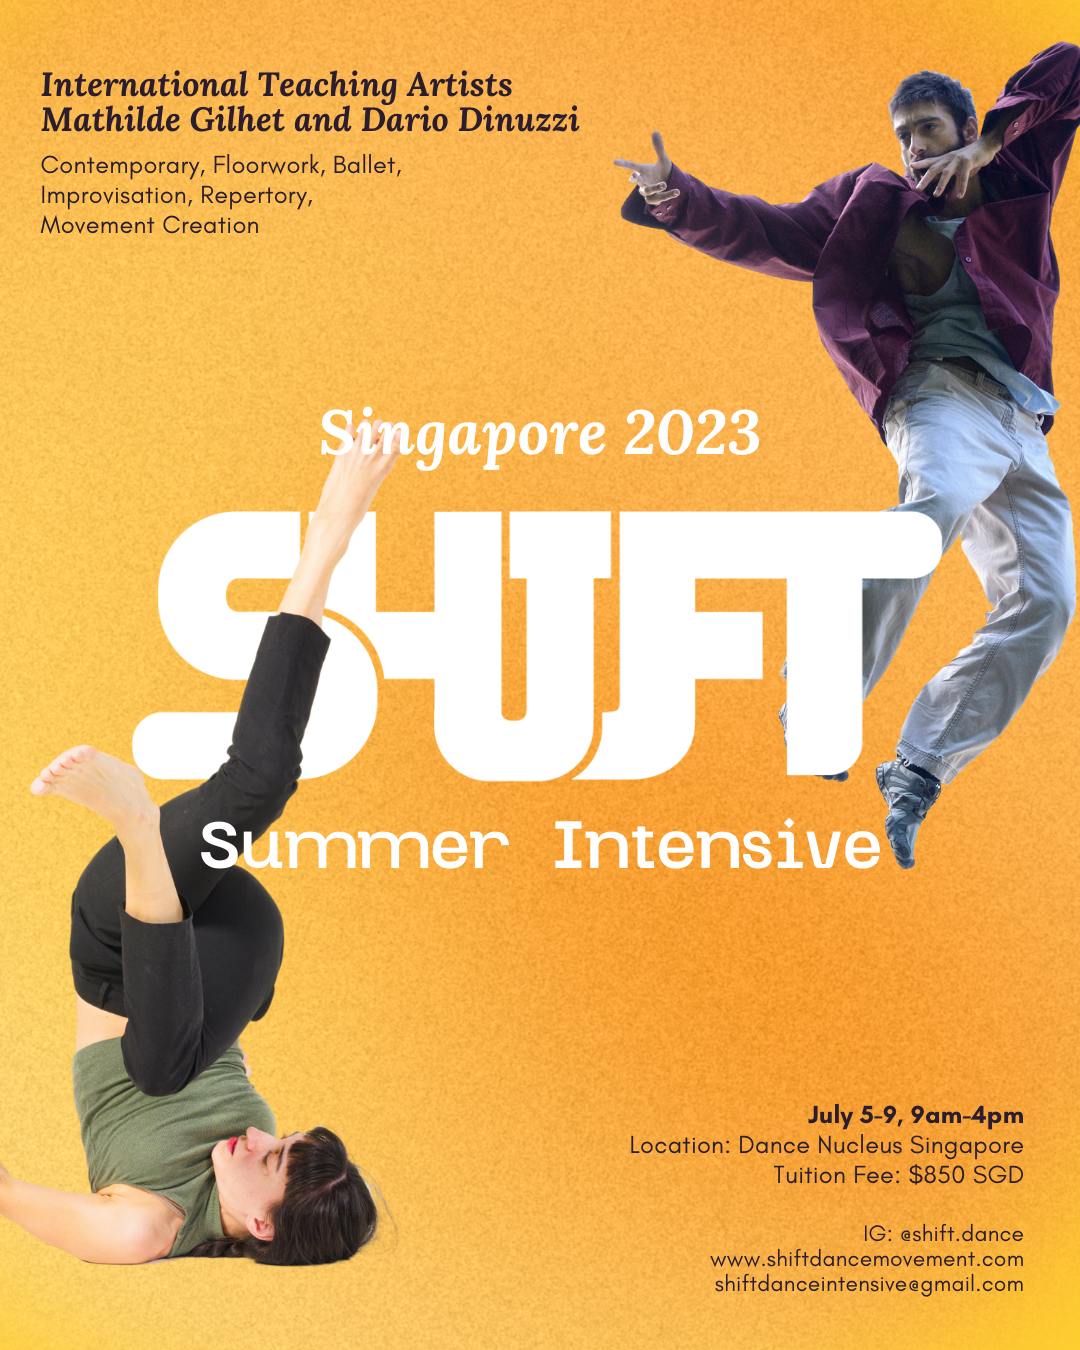 International Teaching Artists
Mathilde Gilhet and Dario Dinuzzi
Contemporary, Floorwork, Ballet,
Improvisation, Repertory,
Movement Creation
Singapore 2023
SHIFT
Summer Intensive
July 5-9, 9am-4pm
Location: Dance Nucleus Singapore
Tuition Fee: $850 SGD
IG: @shift.dance
www.shiftdancemovement.com
shiftdanceintensive@gmail.com